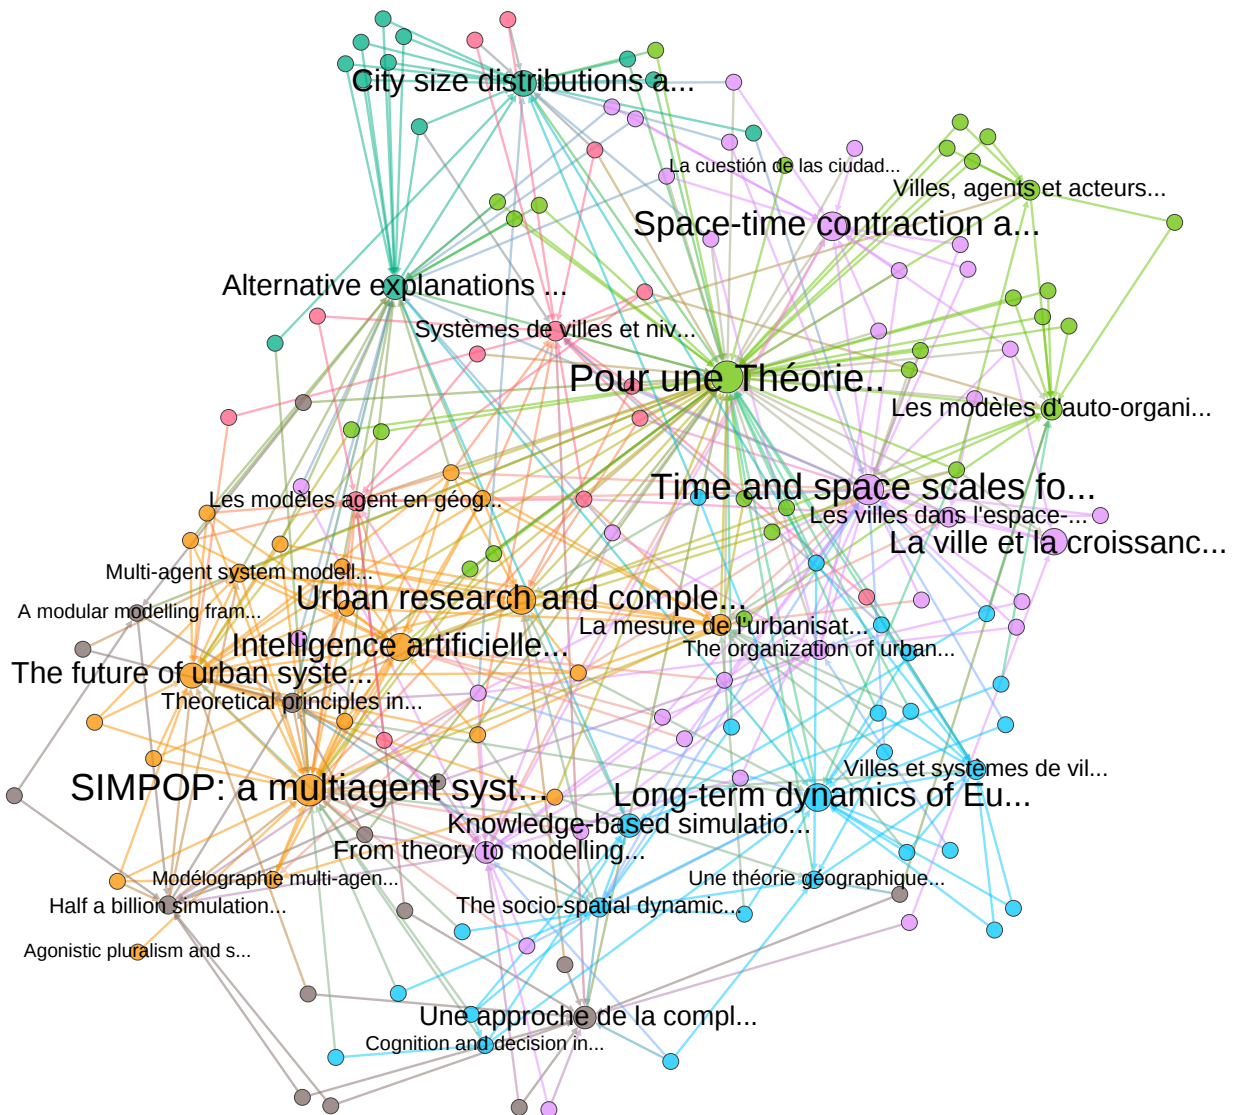 City size distributions a...
La cuestión de las ciudad...
Villes, agents et acteurs...
Space-time contraction a...
Alternative explanations ...
Systèmes de villes et niv...
Pour une Théorie..
Les modèles d'auto-organi...
Time and space scales fo...
Les modèles agent en géog...
Les villes dans l'espace-...
La ville et la croissanc...
Multi-agent system modell...
Urban research and comple...
A modular modelling fram...
La mesure de l'urbanisat...
Intelligence artificielle...
The organization of urban...
The future of urban syste...
Theoretical principles in...
Villes et systèmes de vil...
SIMPOP: a multiagent syst...
Long-term dynamics of Eu...
Knowledge-based simulatio...
From theory to modelling...
Modélographie multi-agen...
Une théorie géographique...
Half a billion simulation...
The socio-spatial dynamic...
Agonistic pluralism and s...
Une approche de la compl...
Cognition and decision in...